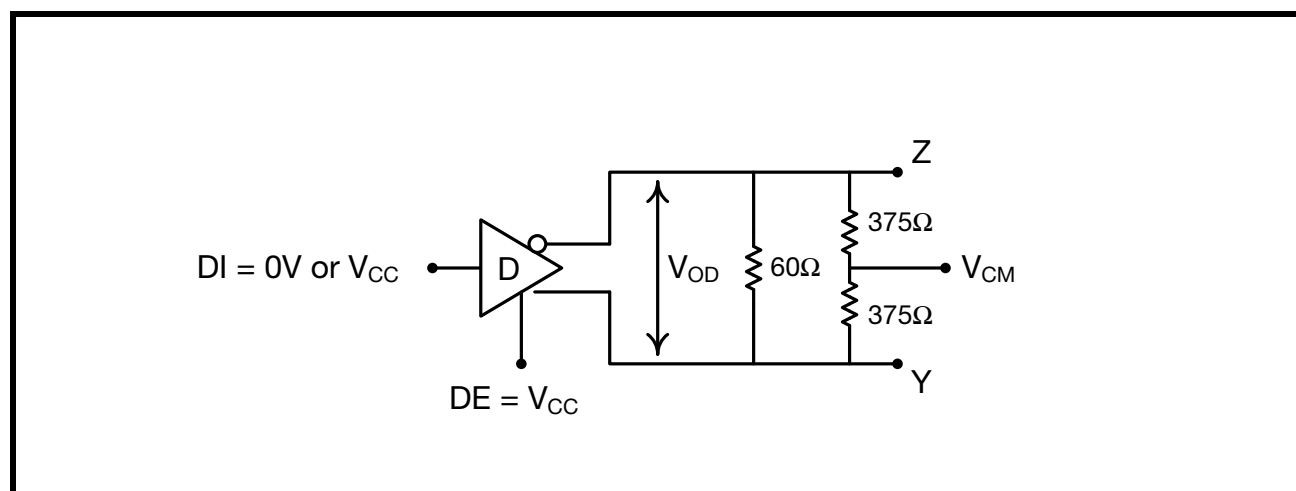 Z
375Ω
DI = 0V or VCC
D
VOD
60Ω
VCM
375Ω
DE = VCC
Y